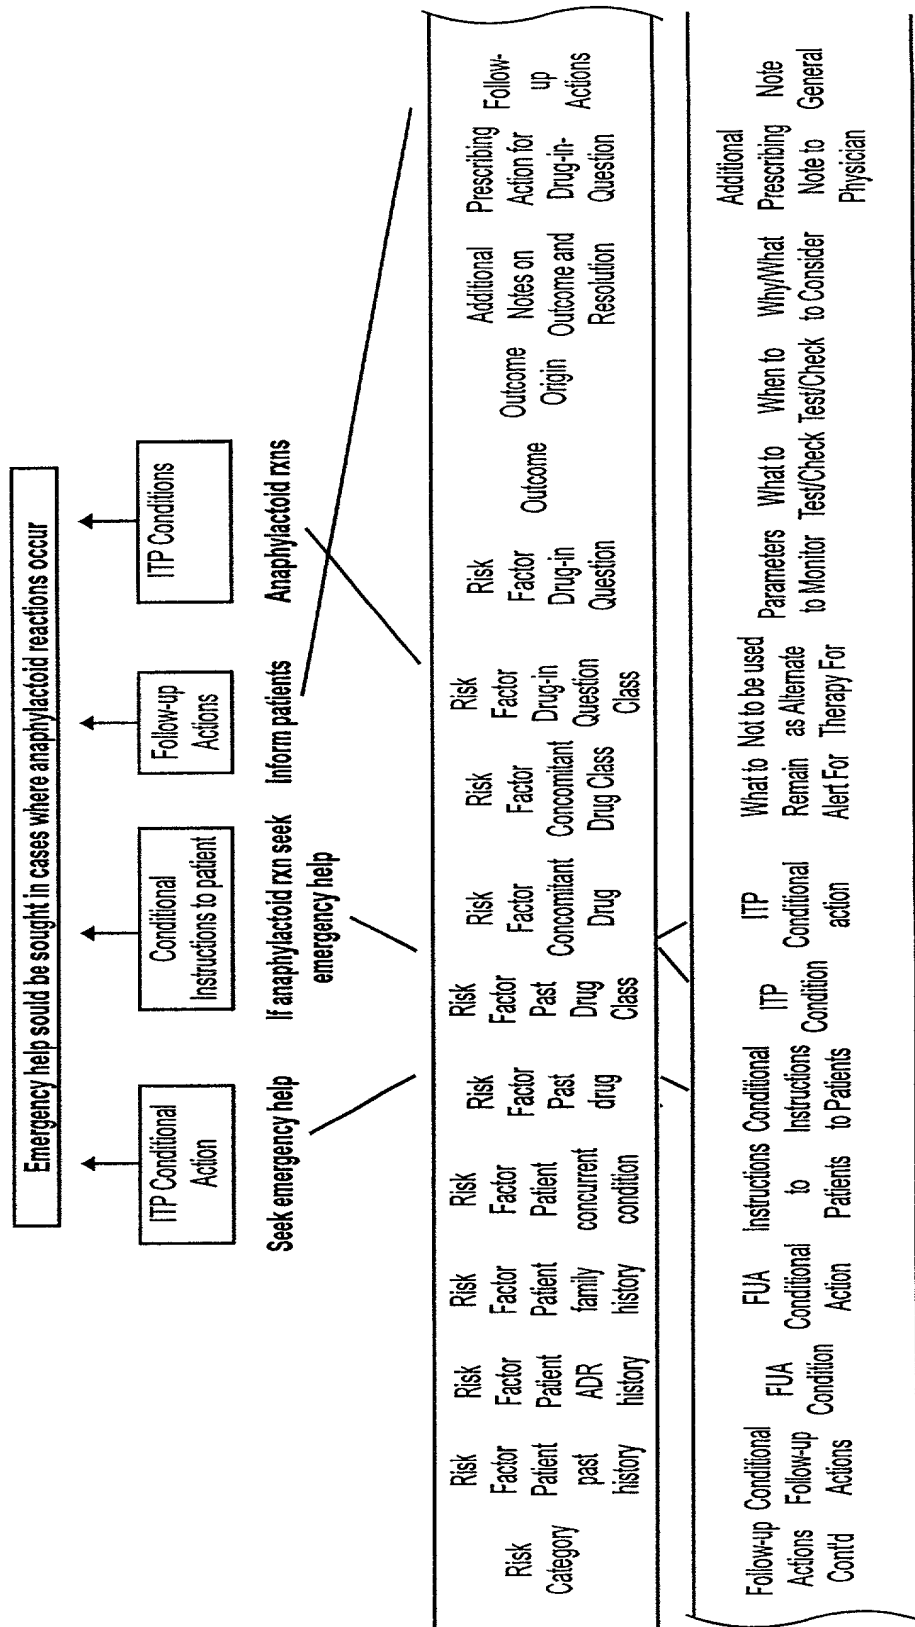 Emergency help sould be sought in cases where anaphylactoid reactions occur
ITP Conditional
Action
Conditional
Instructions to patient
Follow-up
Actions
ITP Conditions
Seek emergency help
If anaphylactoid rxn seek
emergency help
Inform patients
Anaphylactoid rxns
Risk
Category
Risk
Factor
Patient
past
history
Risk
Factor
Patient
ADR
history
Risk
Factor
Patient
family
history
Risk
Factor
Patient
concurrent
condition
Risk
Factor
Past
drug
Risk
Factor
Past
Drug
Class
Risk
Factor
Concomitant
Drug
Risk
Factor
Concomitant
Drug Class
Risk
Factor
Drug-in
Question
Class
Risk
Factor
Drug-in
Question
Outcome
Outcome
Origin
Additional
Notes on
Outcome and
Resolution
Prescribing
Action for
Drug-in-
Question
Follow-
up
Actions
Follow-up
Actions
Cont'd
Conditional
Follow-up
Actions
FUA
Condition
FUA
Conditional
Action
Instructions
to
Patients
Conditional
Instructions
to Patients
ITP
Condition
ITP
Conditional
action
What to
Remain
Alert For
Not to be used
as Alternate
Therapy For
Parameters
to Monitor
What to
Test/Check
When to
Test/Check
Why/What
to Consider
Additional
Prescribing
Note to
Physician
Note
General